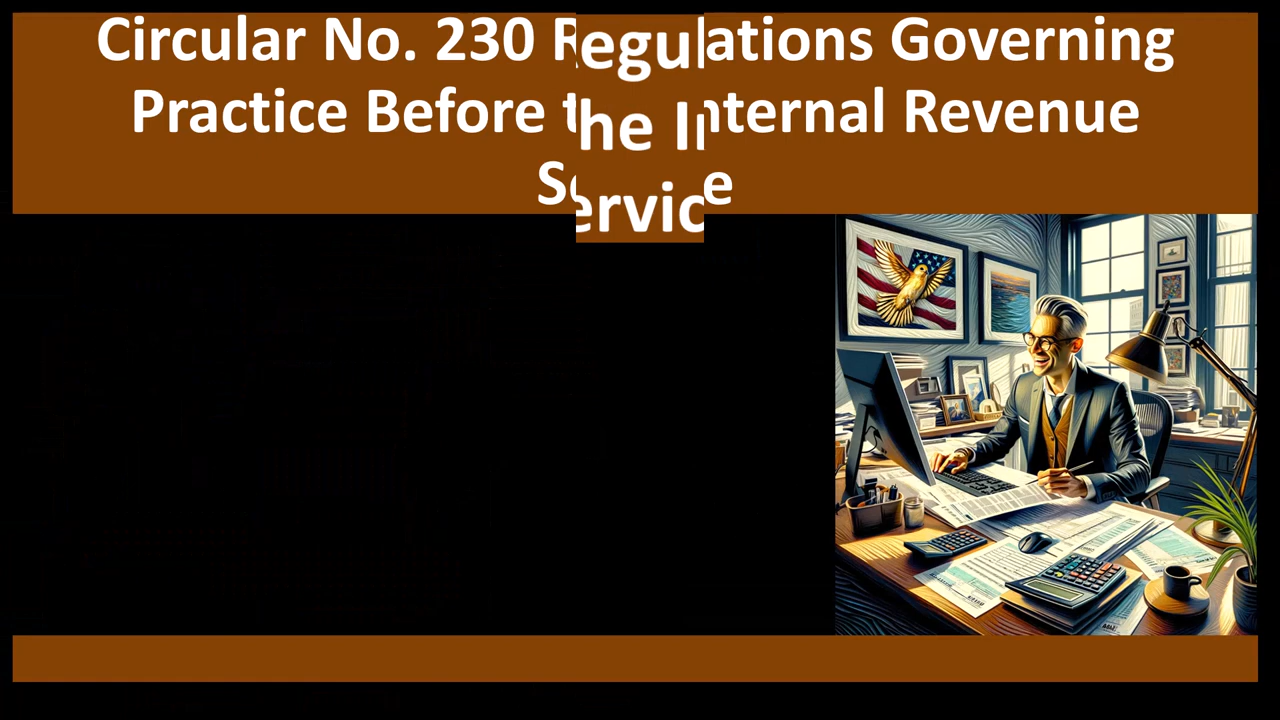 Circular No. 230 Regulations Governing
Practice Before the Internal Revenue
Service